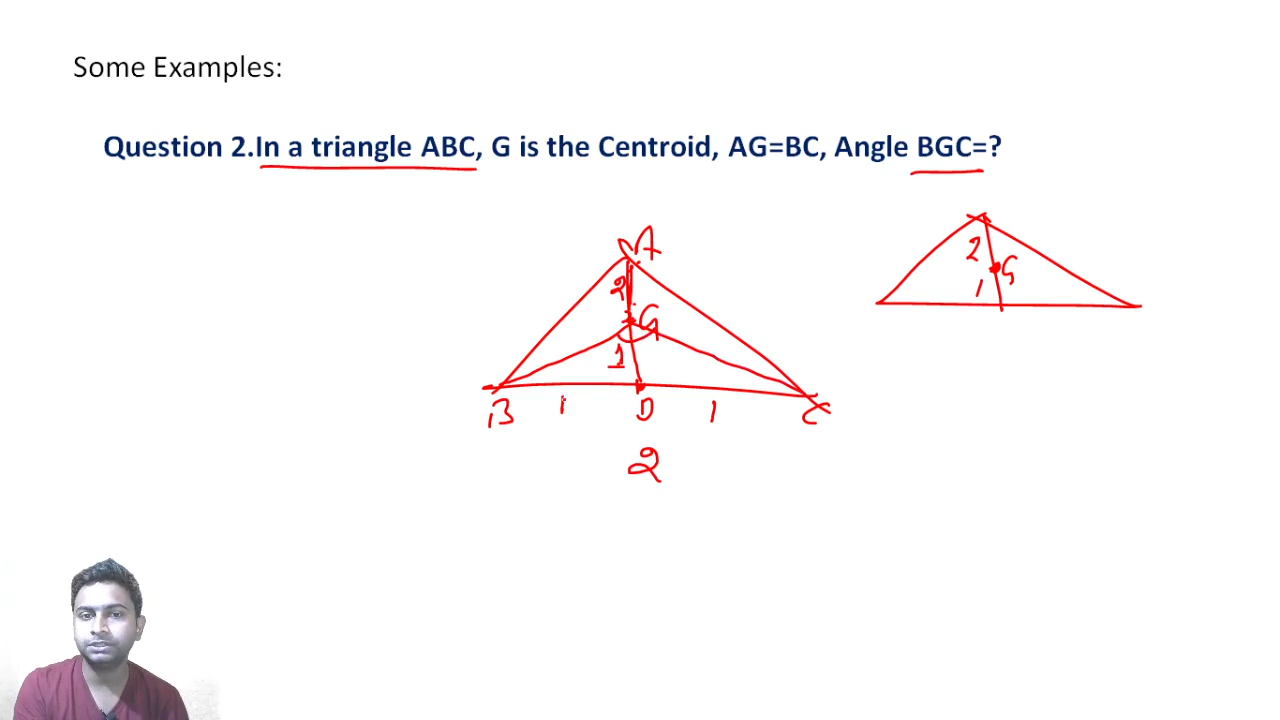 Some Examples:
Question 2.In a triangle ABC, G is the Centroid, AG=BC, Angle BGC=?
A
2
G
1
B 1 D 1 C
2
2
G
1